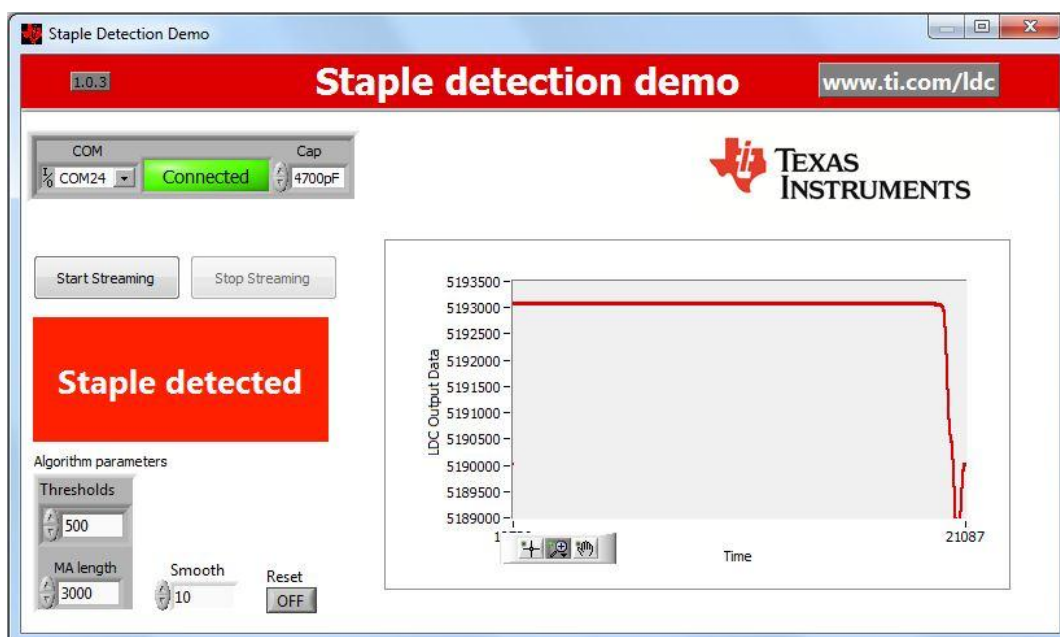 Staple Detection Demo
1.0.3
Staple detection demo
www.ti.com/ldc
COM
Cap
COM24
Connected
4700pF
TEXAS
INSTRUMENTS
Start Streaming
Stop Streaming
Staple detected
Algorithm parameters
Thresholds
500
MA length
3000
Smooth
10
Reset
OFF
LDC Output Data
5193500
5193000
5192500
5192000
5191500
5191000
5190500
5190000
5189500
5189000
21087
Time